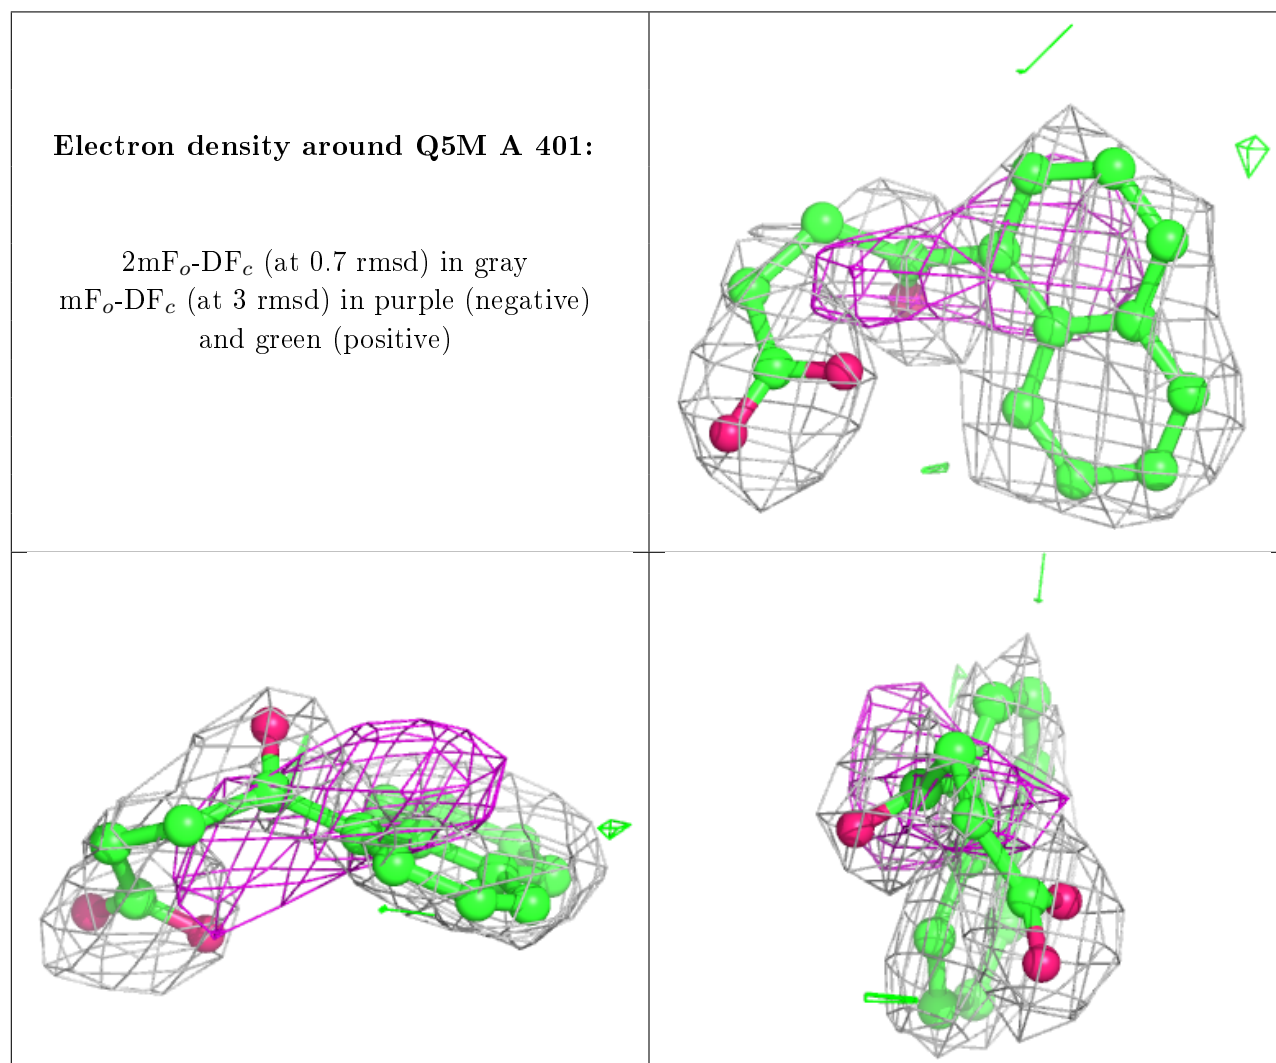 Electron density around Q5M A 401:
2mFo-DFc (at 0.7 rmsd) in gray
mFo-DFc (at 3 rmsd) in purple (negative)
and green (positive)